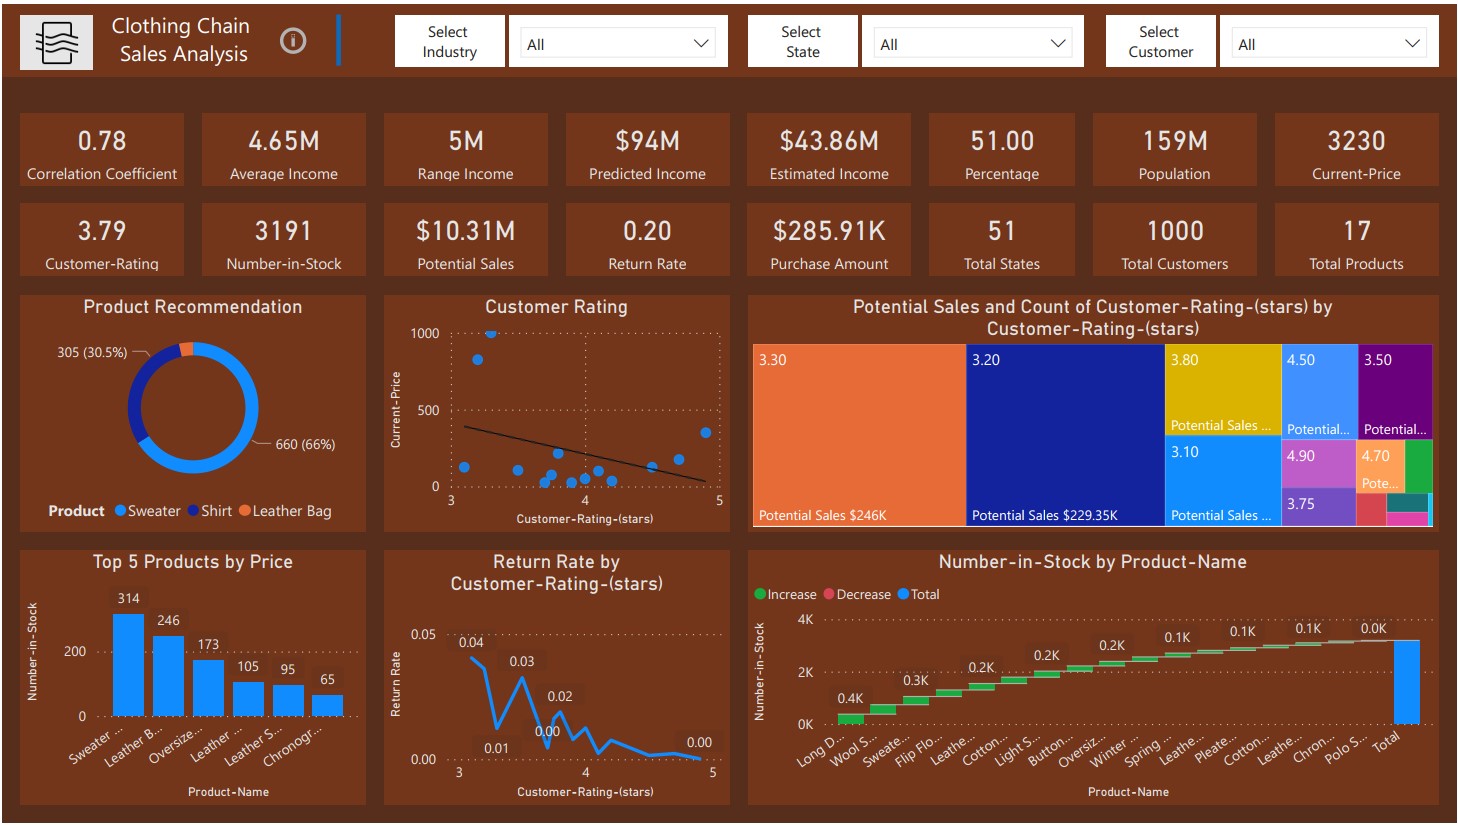 Clothing Chain
Sales Analysis
Select
Industry
All
Select
State
All
Select
Customer
All
0.78
Correlation Coefficient
4.65M
Average Income
5M
Range Income
$94M
Predicted Income
$43.86M
Estimated Income
51.00
Percentage
159M
Population
3230
Current-Price
3.79
Customer-Rating
3191
Number-in-Stock
$10.31M
Potential Sales
0.20
Return Rate
$285.91K
Purchase Amount
51
Total States
1000
Total Customers
17
Total Products
Product Recommendation
305 (30.5%)
660 (66%)
Product Sweater Shirt Leather Bag
Customer Rating
1000
500
0
Current-Price
3 4 5
Customer-Rating-(stars)
Potential Sales and Count of Customer-Rating-(stars) by
Customer-Rating-(stars)
3.30
Potential Sales $246K
3.20
Potential Sales $229.35K
3.80
Potential Sales ...
3.10
Potential Sales ...
4.50
Potential...
3.50
Potential...
4.90
3.75
4.70
Pote...
Top 5 Products by Price
Number-in-Stock
200
0
314
246
173
105
95
65
Sweater ...
Leather B...
Oversize...
Leather ...
Leather S...
Chronogr...
Product-Name
Return Rate by
Customer-Rating-(stars)
Return Rate
0.05
0.00
0.04
0.01
0.03
0.00
0.02
0.00
3 4 5
Customer-Rating-(stars)
Number-in-Stock by Product-Name
Increase Decrease Total
Number-in-Stock
4K
2K
0K
0.4K
0.3K
0.2K
0.2K
0.2K
0.1K
0.1K
0.1K
0.0K
Long D...
Wool S...
Sweate...
Flip Flo...
Leathe...
Cotton...
Light S...
Button...
Oversiz...
Winter ...
Spring ...
Leathe...
Pleate...
Cotton...
Leathe...
Chron...
Polo S...
Total
Product-Name